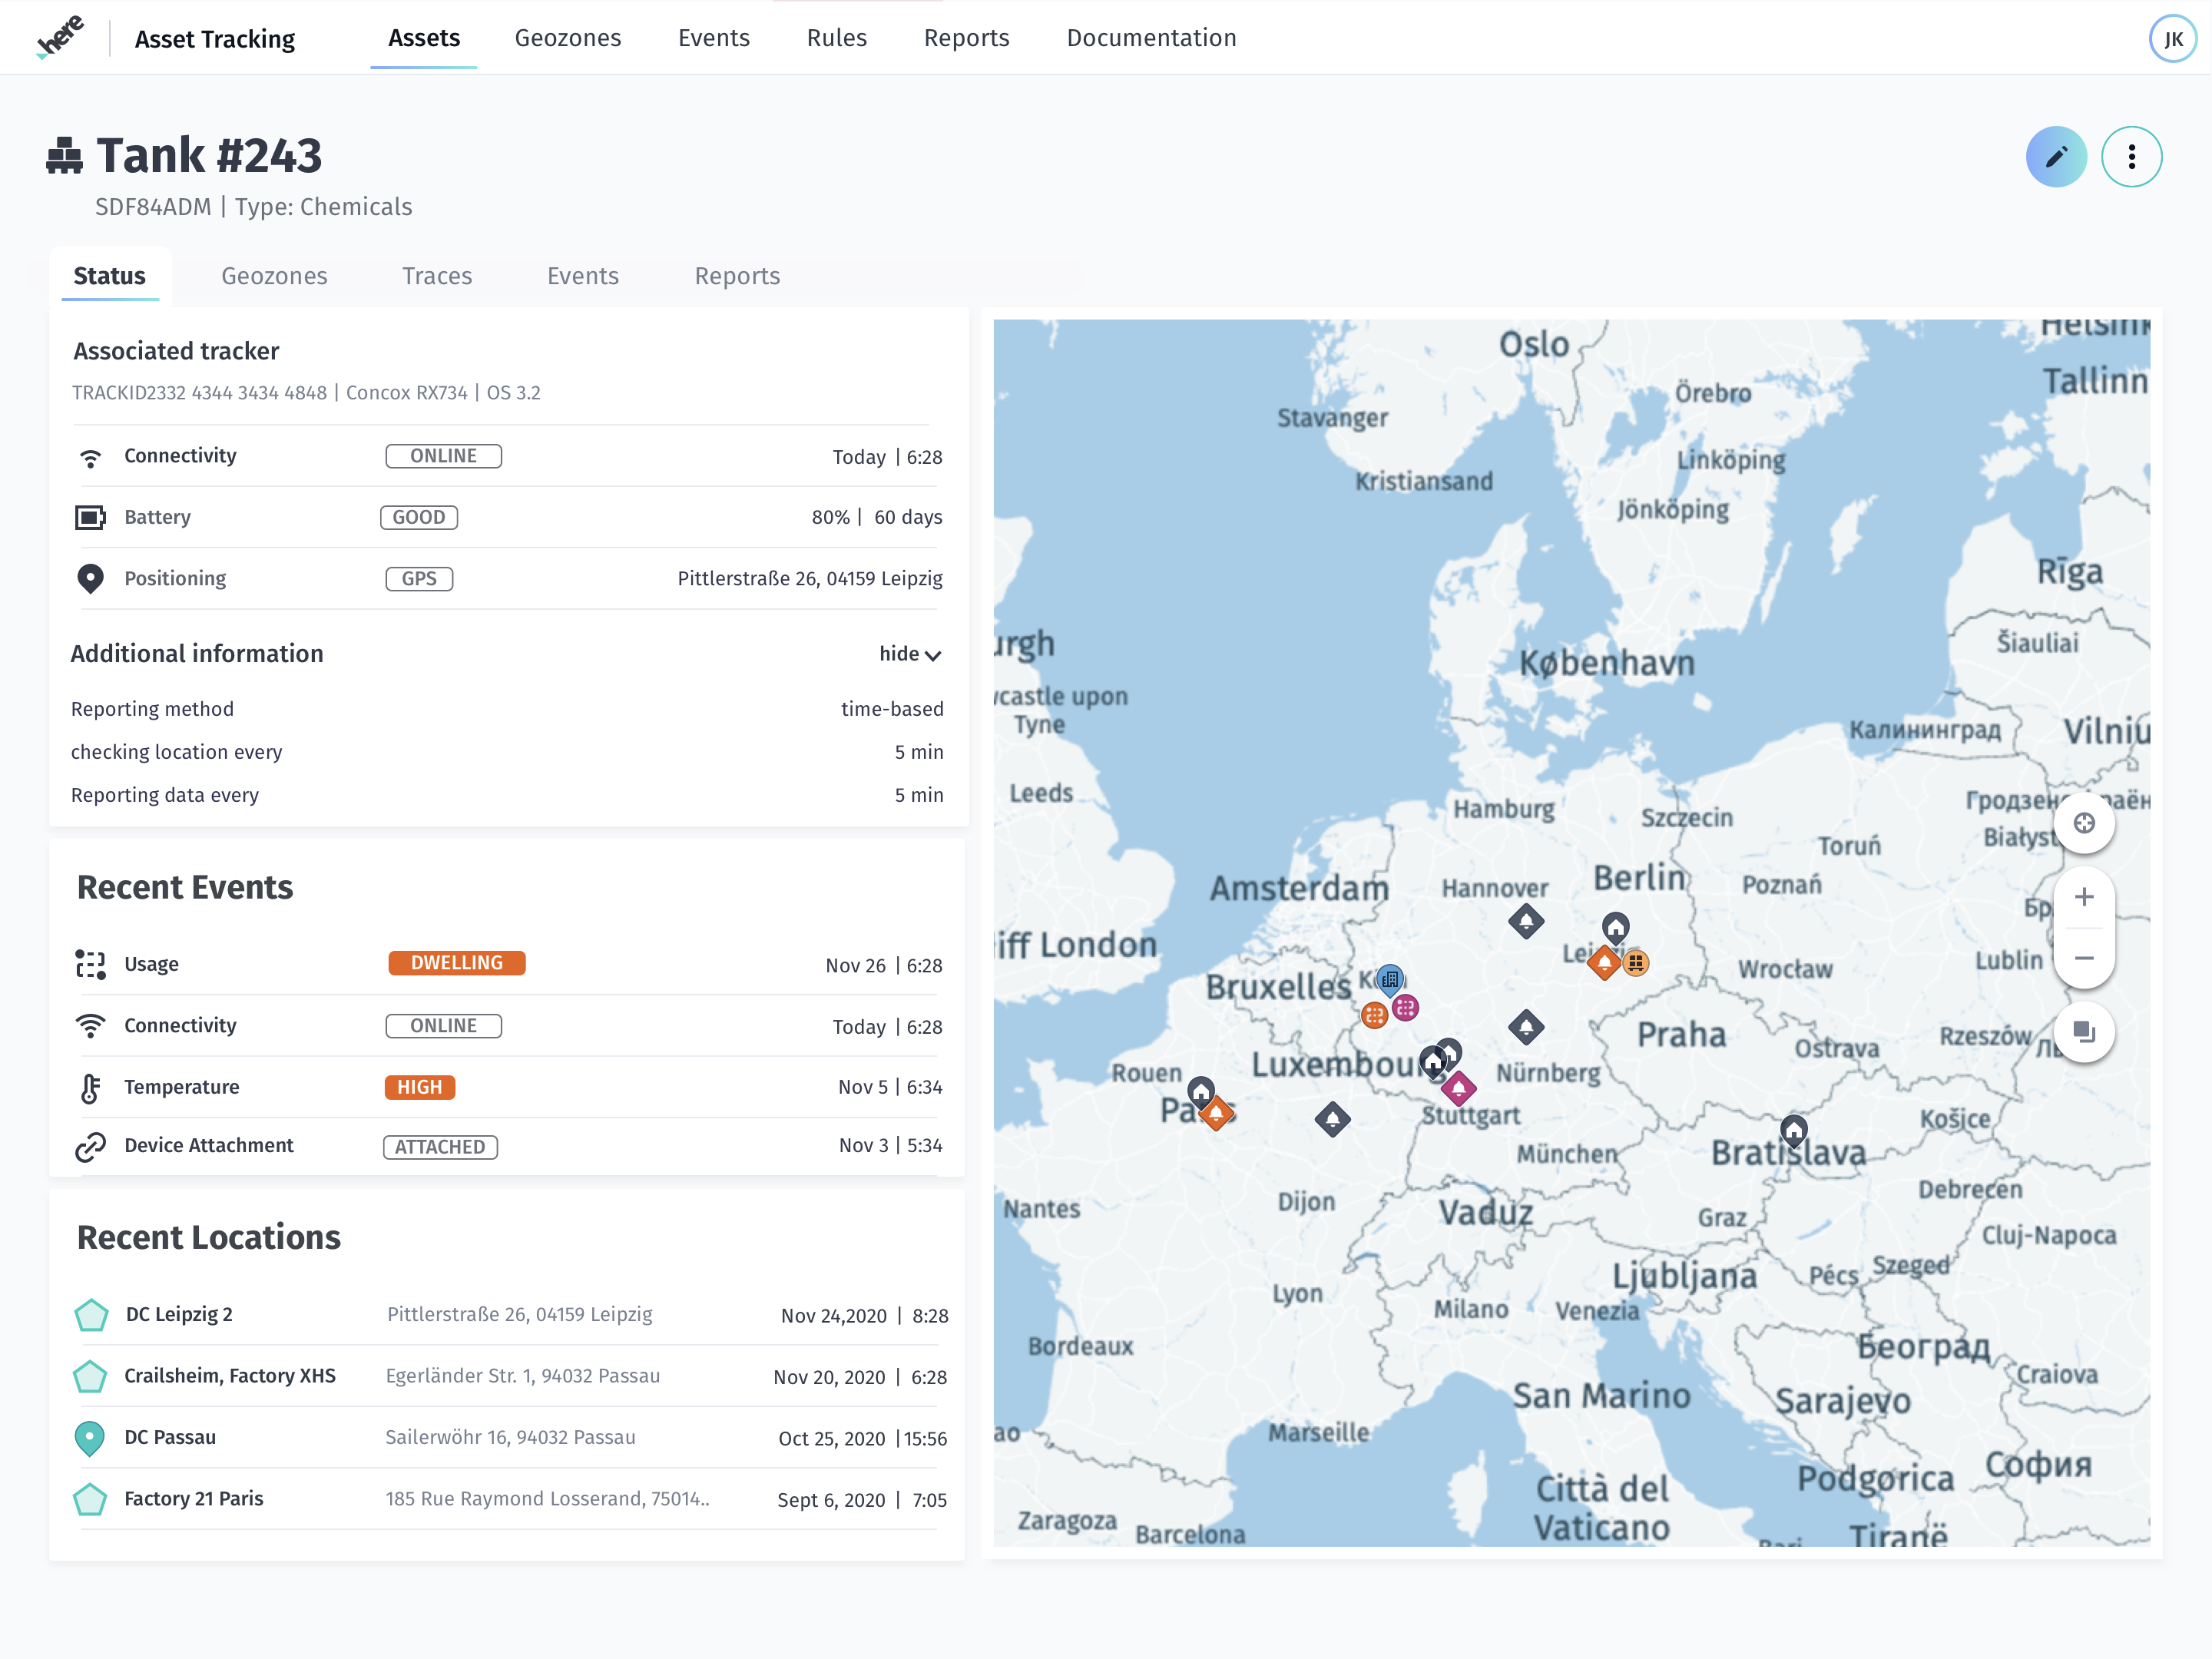 here
Asset Tracking
Assets
Geozones
Events
Rules
Reports
Documentation
JK
Tank #243
SDF84ADM | Type: Chemicals
Status
Geozones
Traces
Events
Reports
Associated tracker
TRACKID2332 4344 3434 4848 | Concox RX734 | OS 3.2
Connectivity ONLINE Today | 6:28
Battery GOOD 80% | 60 days
Positioning GPS Pittlerstraße 26, 04159 Leipzig
Additional information hide
Reporting method time-based
checking location every 5 min
Reporting data every 5 min
Recent Events
Usage DWELLING Nov 26 | 6:28
Connectivity ONLINE Today | 6:28
Temperature HIGH Nov 5 | 6:34
Device Attachment ATTACHED Nov 3 | 5:34
Recent Locations
DC Leipzig 2 Pittlerstraße 26, 04159 Leipzig Nov 24,2020 | 8:28
Crailsheim, Factory XHS Egerländer Str. 1, 94032 Passau Nov 20, 2020 | 6:28
DC Passau Sailerwöhr 16, 94032 Passau Oct 25, 2020 |15:56
Factory 21 Paris 185 Rue Raymond Losserand, 75014.. Sept 6, 2020 | 7:05
Helsink
Oslo
Tallinn
Örebro
Stavanger
Linköping
Kristiansand
Jönköping
Rīga
urgh
Šiauliai
København
castle upon
Tyne
Калининград
Vilniu
Leeds
Hamburg
Szczecin
Toruń
Białyst
Amsterdam
Hannover
Berlin
Poznań
Бр
iff
London
Wrocław
Lublin
Bruxelles
Praha
Ostrava
Rzeszów
Luxembourg
Rouen
Nürnberg
Stuttgart
Košice
München
Bratislava
Debrecen
Nantes
Dijon
Vaduz
Graz
Cluj-Napoca
Ljubljana
Pécs
Szeged
Lyon
Milano
Venezia
Bordeaux
Београд
Craiova
San Marino
Sarajevo
ao
Marseille
София
Podgorica
Città del
Vaticano
Zaragoza
Barcelona
Tiranë